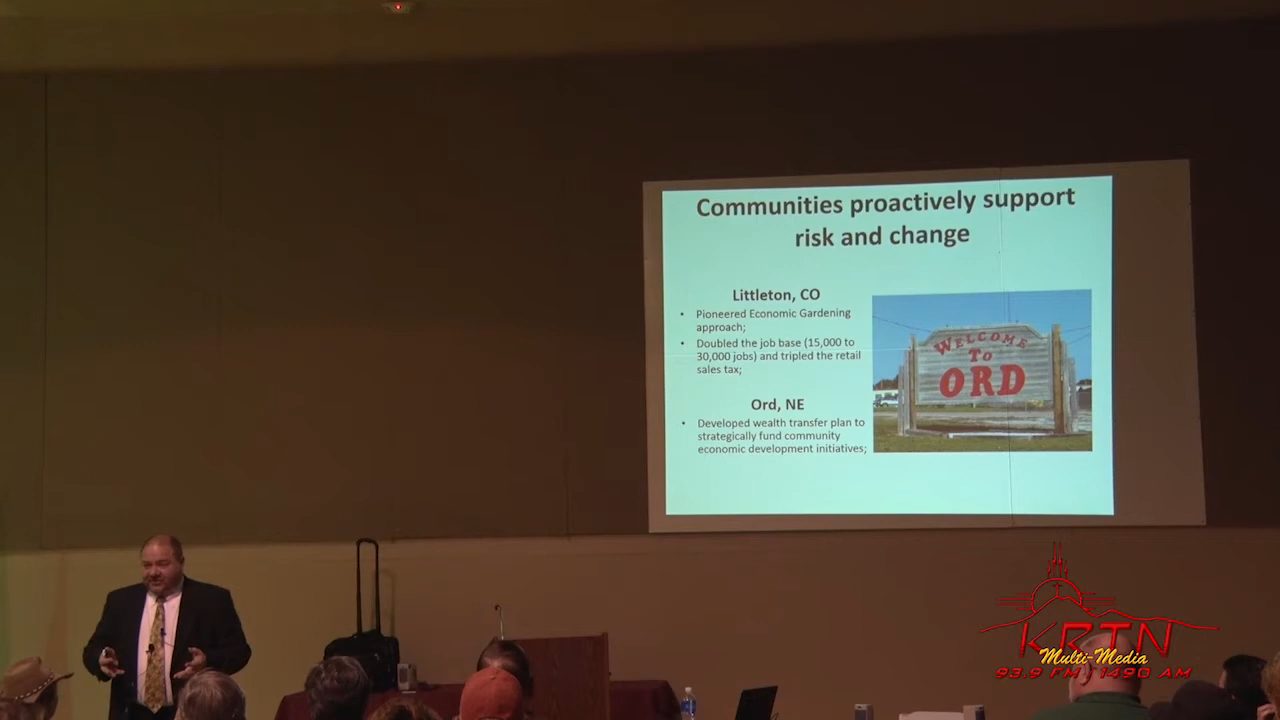 Communities proactively support
risk and change
Littleton, CO
• Pioneered Economic Gardening
approach;
• Doubled the job base (15,000 to
30,000 jobs) and tripled the retail
sales tax;
Ord, NE
• Developed wealth transfer plan to
strategically fund community
economic development initiatives;
WELCOME
TO
ORD
KRTN
Multi-Media
93.9 FM / 1490 AM